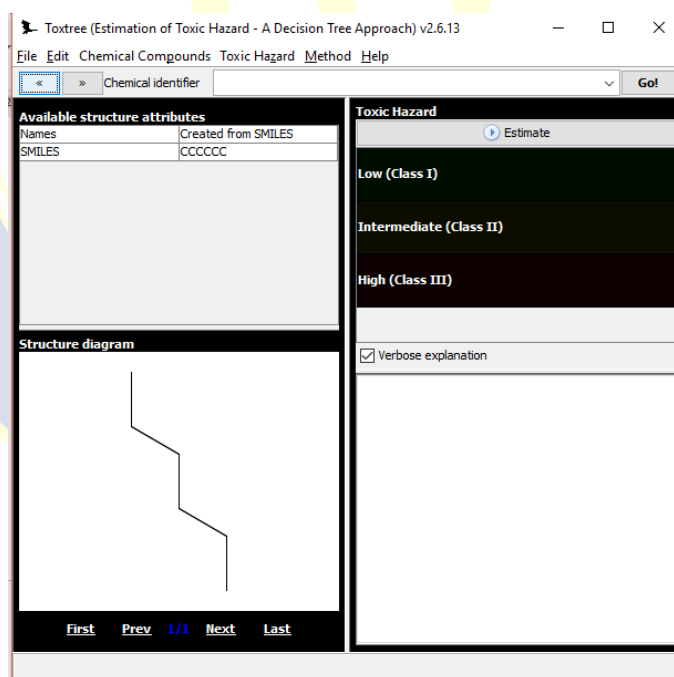 Toxtree (Estimation of Toxic Hazard - A Decision Tree Approach) v2.6.13
File Edit Chemical Compounds Toxic Hazard Method Help
« » Chemical identifier Go!
Available structure attributes
Names Created from SMILES
SMILES CCCCCC
Structure diagram
First Prev 1/1 Next Last
Toxic Hazard
Estimate
Low (Class I)
Intermediate (Class II)
High (Class III)
Verbose explanation